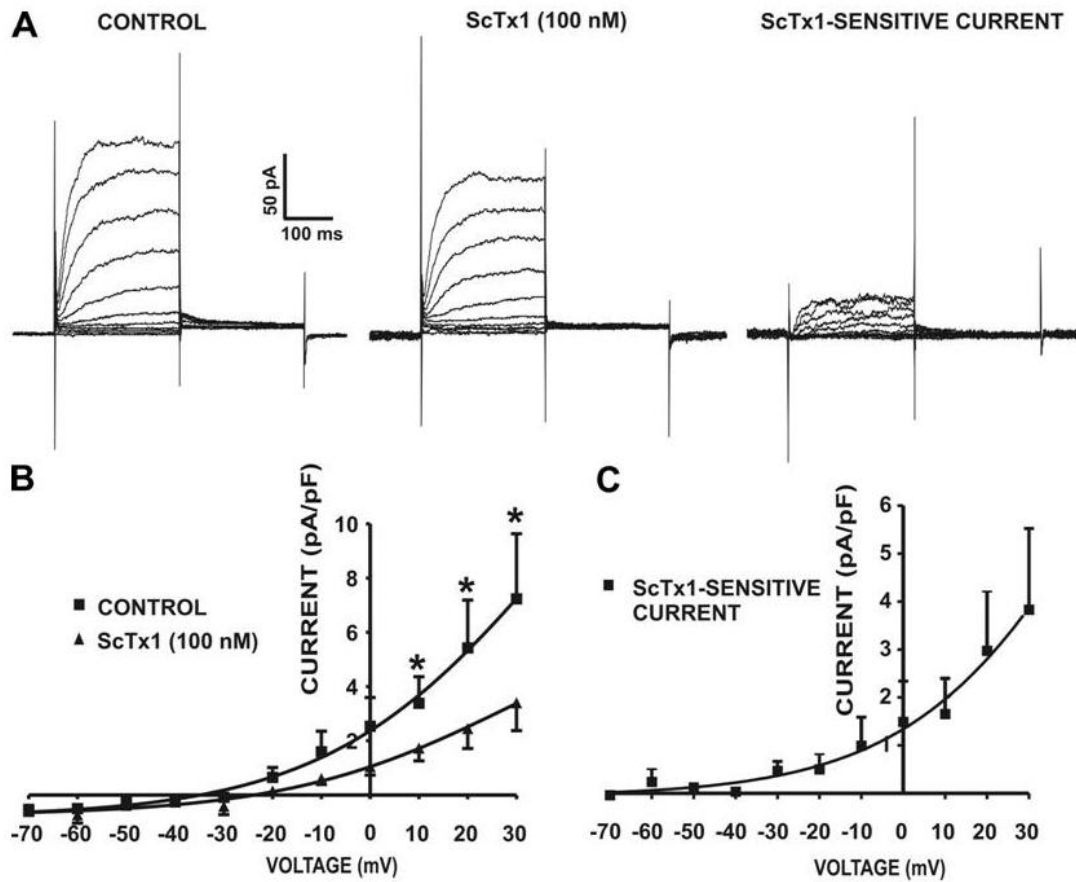 A
CONTROL
ScTx1 (100 nM)
ScTx1-SENSITIVE CURRENT
50 pA
100 ms
B
CURRENT (pA/pF)
10
8
6
4
2
* * *
CONTROL
ScTx1 (100 nM)
-70 -60 -50 -40 -30 -20 -10 0 10 20 30
VOLTAGE (mV)
C
CURRENT (pA/pF)
6
5
4
3
2
1
ScTx1-SENSITIVE
CURRENT
-70 -60 -50 -40 -30 -20 -10 0 10 20 30
VOLTAGE (mV)